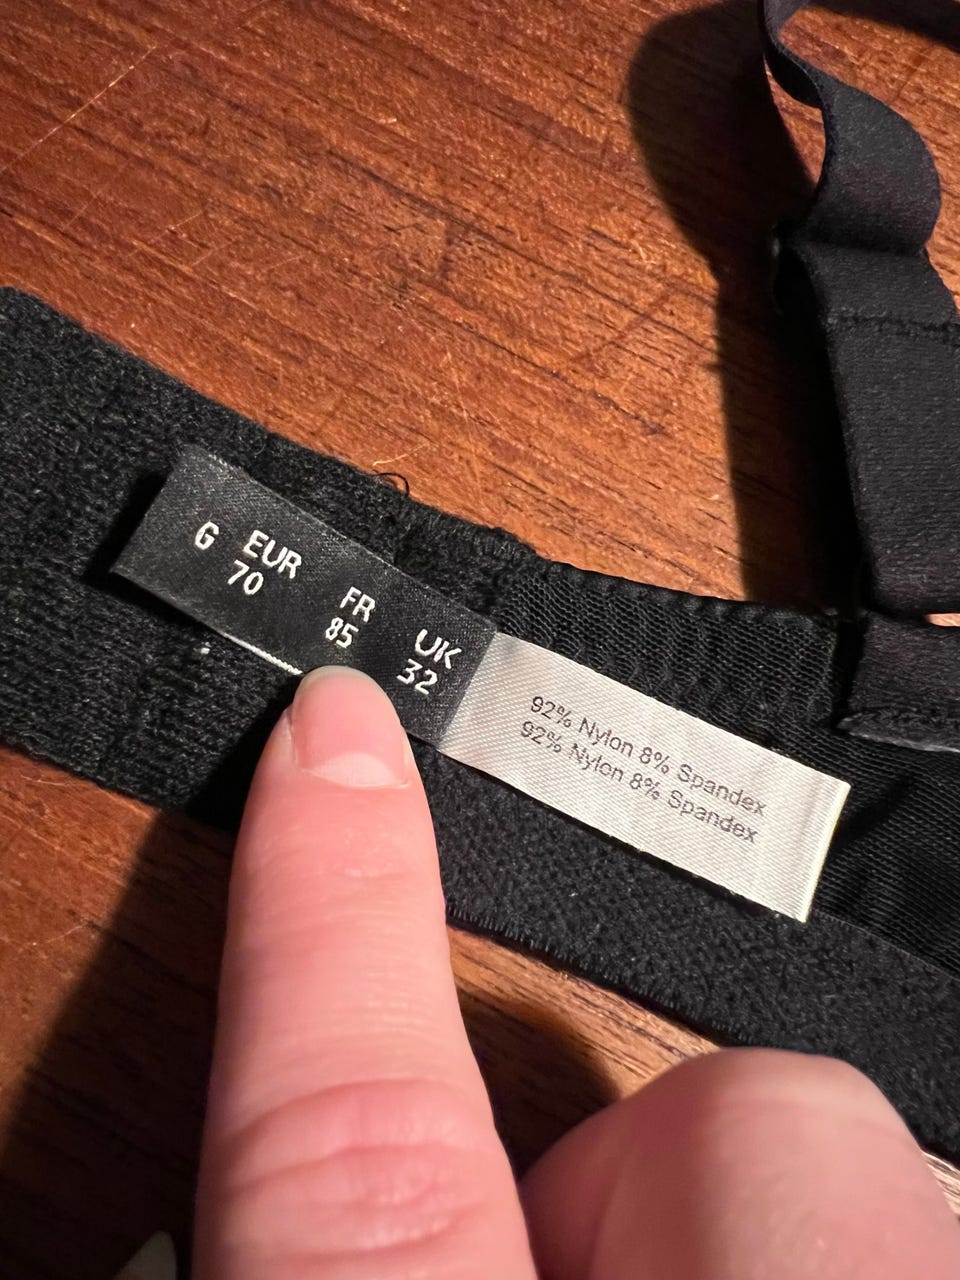 G EUR FR UK
70 85 32
92% Nylon 8% Spandex
92% Nylon 8% Spandex